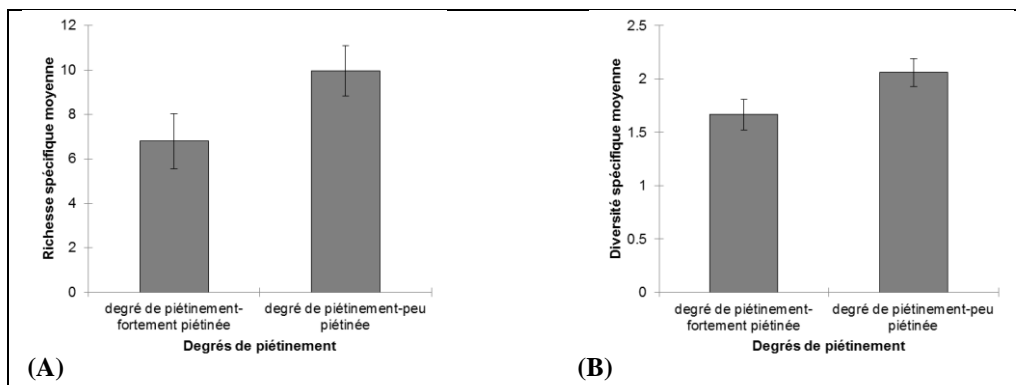 12
10
8
6
4
2
0
Richesse spécifique moyenne
degré de piétinement-
fortement piétinée
degré de piétinement-peu
piétinée
Degrés de piétinement
(A)
2.5
2
1.5
1
0.5
0
Diversité spécifique moyenne
degré de piétinement-
fortement piétinée
degré de piétinement-peu
piétinée
Degrés de piétinement
(B)